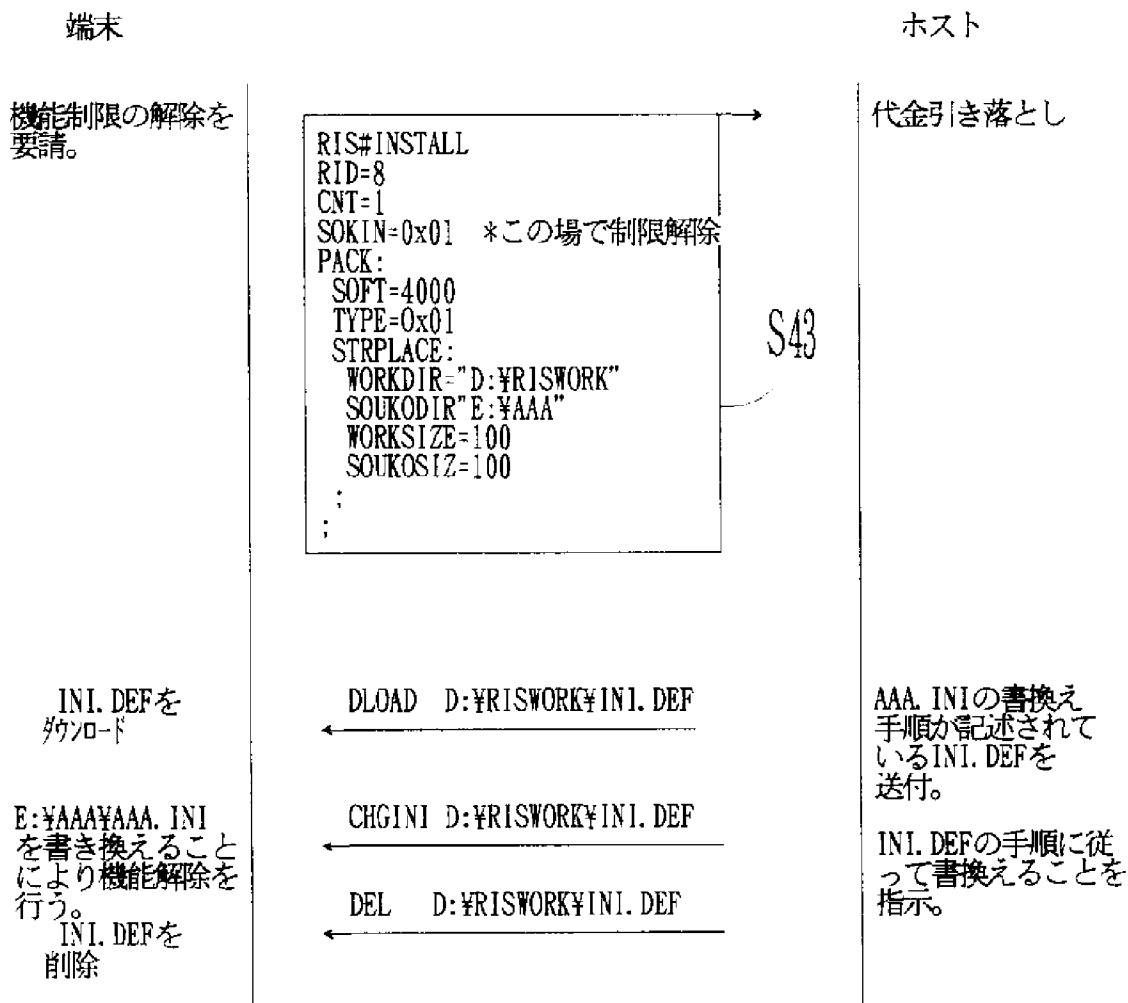 端末
ホスト
機能制限の解除を
要請。
代金引き落とし
RIS#INSTALL
RID=8
CNT=1
SOKIN=0x01 *この場で制限解除
PACK:
SOFT=4000
TYPE=0x01
STRPLACE:
WORKDIR="D:¥RISWORK"
SOUKODIR"E:¥AAA"
WORKSIZE=100
SOUKOSIZ=100
;
;
S43
INI.DEFを
ダウンロード
DLOAD D:¥RISWORK¥INI.DEF
AAA.INIの書換え
手順が記述されて
いるINI.DEFを
送付。
E:¥AAA¥AAA.INI
を書き換えること
により機能解除を
行う。
CHGINI D:¥RISWORK¥INI.DEF
INI.DEFの手順に従
って書換えることを
指示。
DEL D:¥RISWORK¥INI.DEF
INI.DEFを
削除